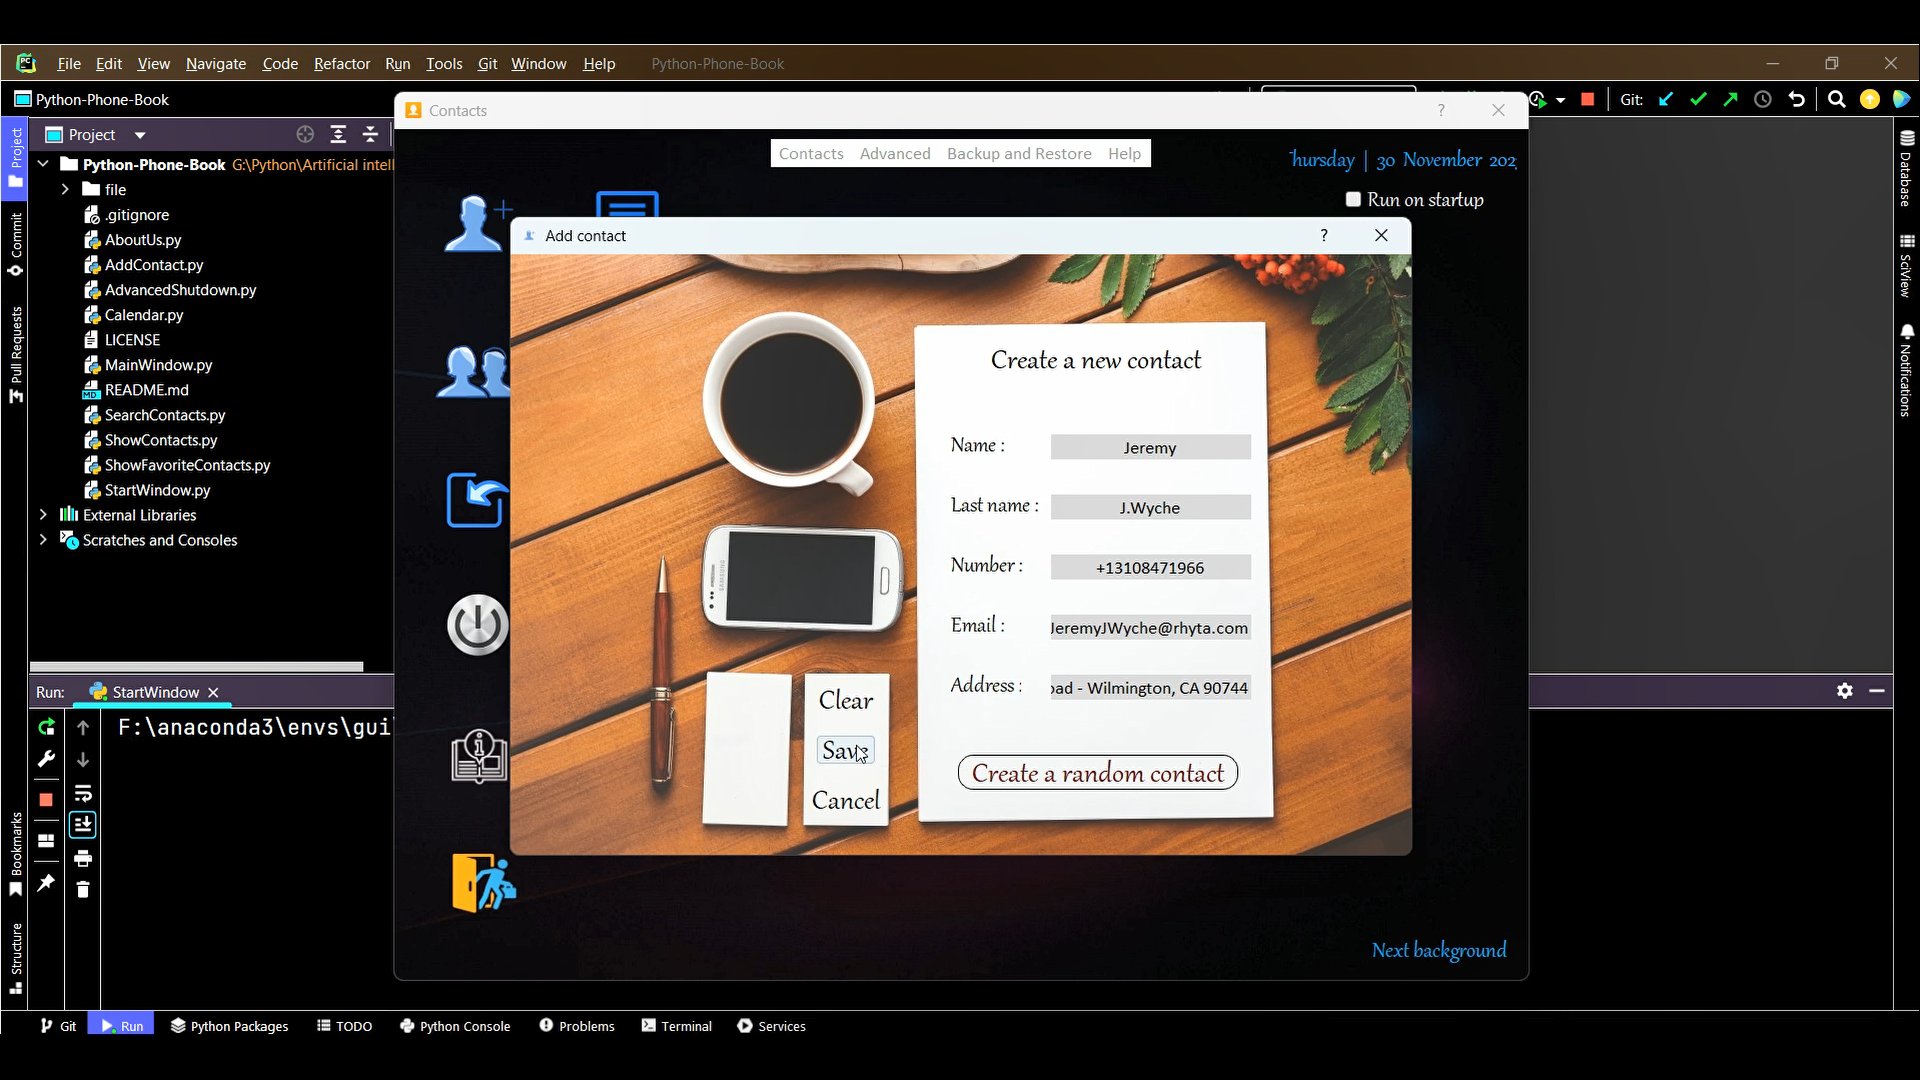 File Edit View Navigate Code Refactor Run Tools Git Window Help Python-Phone-Book
Python-Phone-Book
Git:
Project
Python-Phone-Book G:\Python\Artificial intell
file
.gitignore
AboutUs.py
AddContact.py
AdvancedShutdown.py
Calendar.py
LICENSE
MainWindow.py
README.md
SearchContacts.py
ShowContacts.py
ShowFavoriteContacts.py
StartWindow.py
External Libraries
Scratches and Consoles
Project
Commit
Pull Requests
Bookmarks
Structure
Run: StartWindow
F:\anaconda3\envs\gui\
Contacts
Contacts Advanced Backup and Restore Help
hursday | 30 November 202
Run on startup
Add contact
Create a new contact
Name : Jeremy
Last name : J.Wyche
Number : +13108471966
Email : JeremyJWyche@rhyta.com
Address : oad - Wilmington, CA 90744
Create a random contact
SAMSUNG
Clear
Save
Cancel
Next background
Database
SciView
Notifications
Git Run Python Packages TODO Python Console Problems Terminal Services